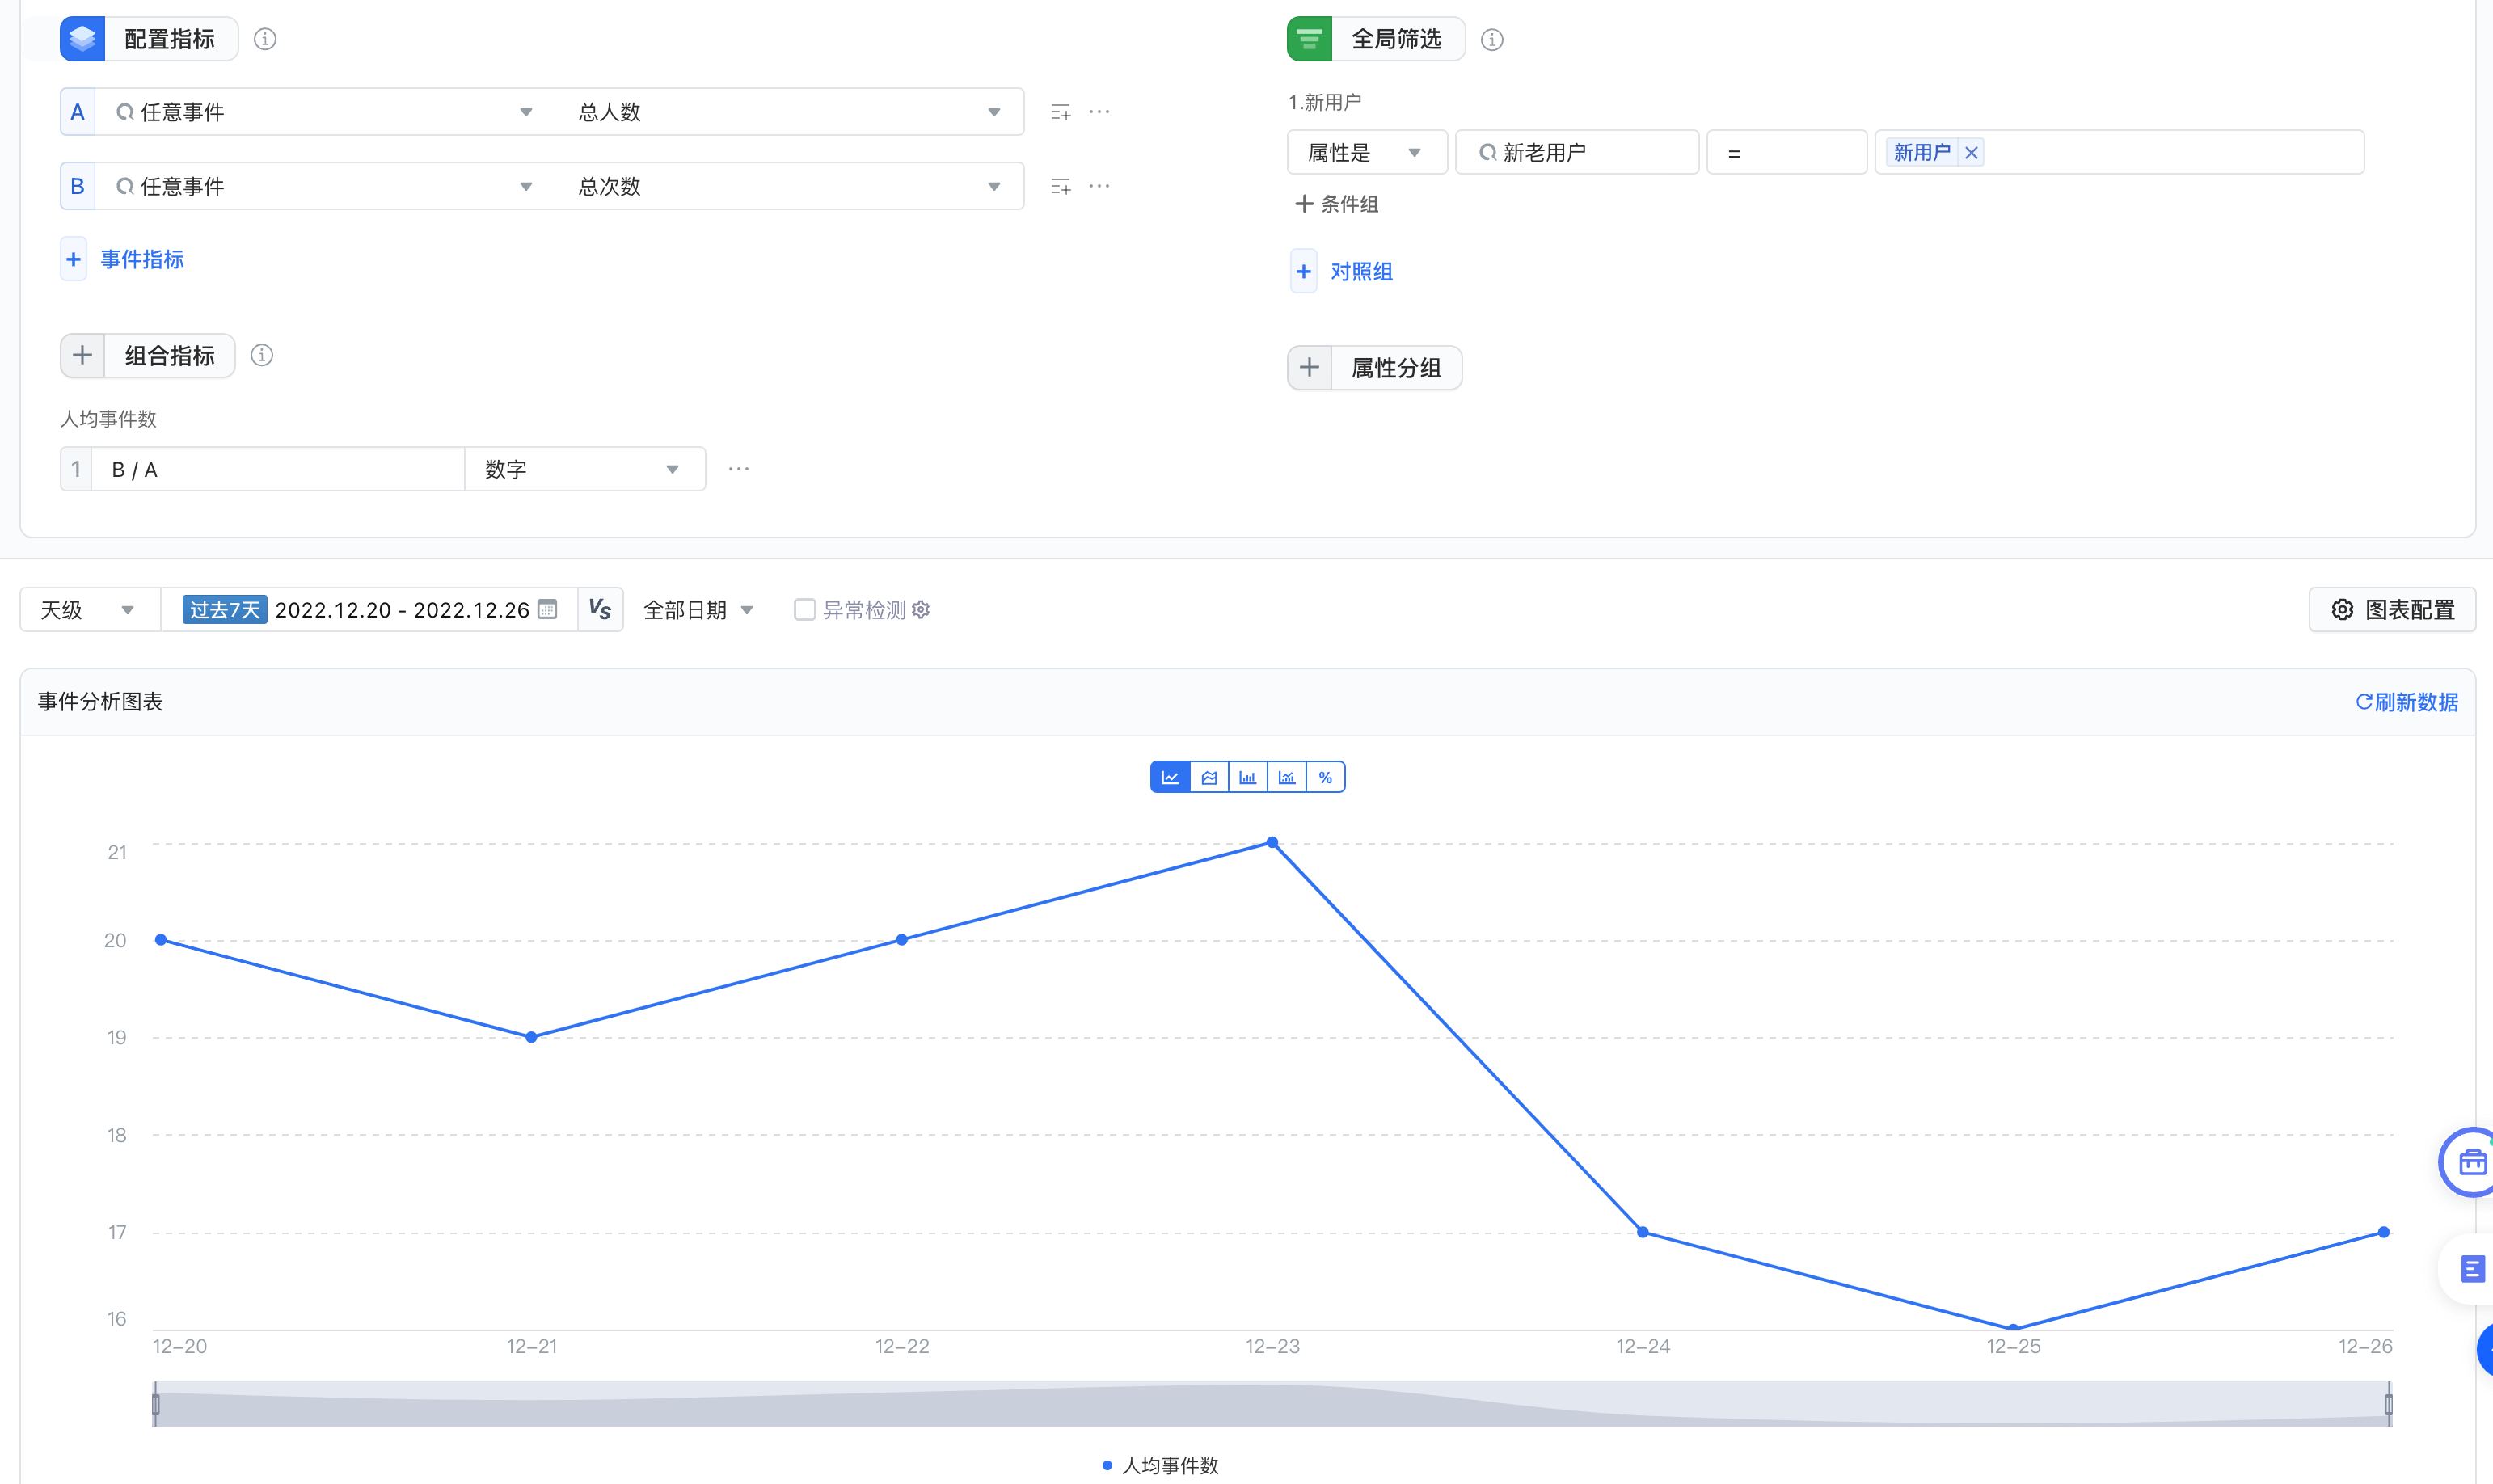 配置指标
A 任意事件 总人数
B 任意事件 总次数
+ 事件指标
+ 组合指标
人均事件数
1 B / A 数字
全局筛选
1.新用户
属性是 新老用户 = 新用户 ×
+ 条件组
+ 对照组
+ 属性分组
天级 过去7天 2022.12.20 - 2022.12.26 Vs 全部日期 异常检测 图表配置
事件分析图表 刷新数据
%
21
20
19
18
17
16
12-20 12-21 12-22 12-23 12-24 12-25 12-26
人均事件数